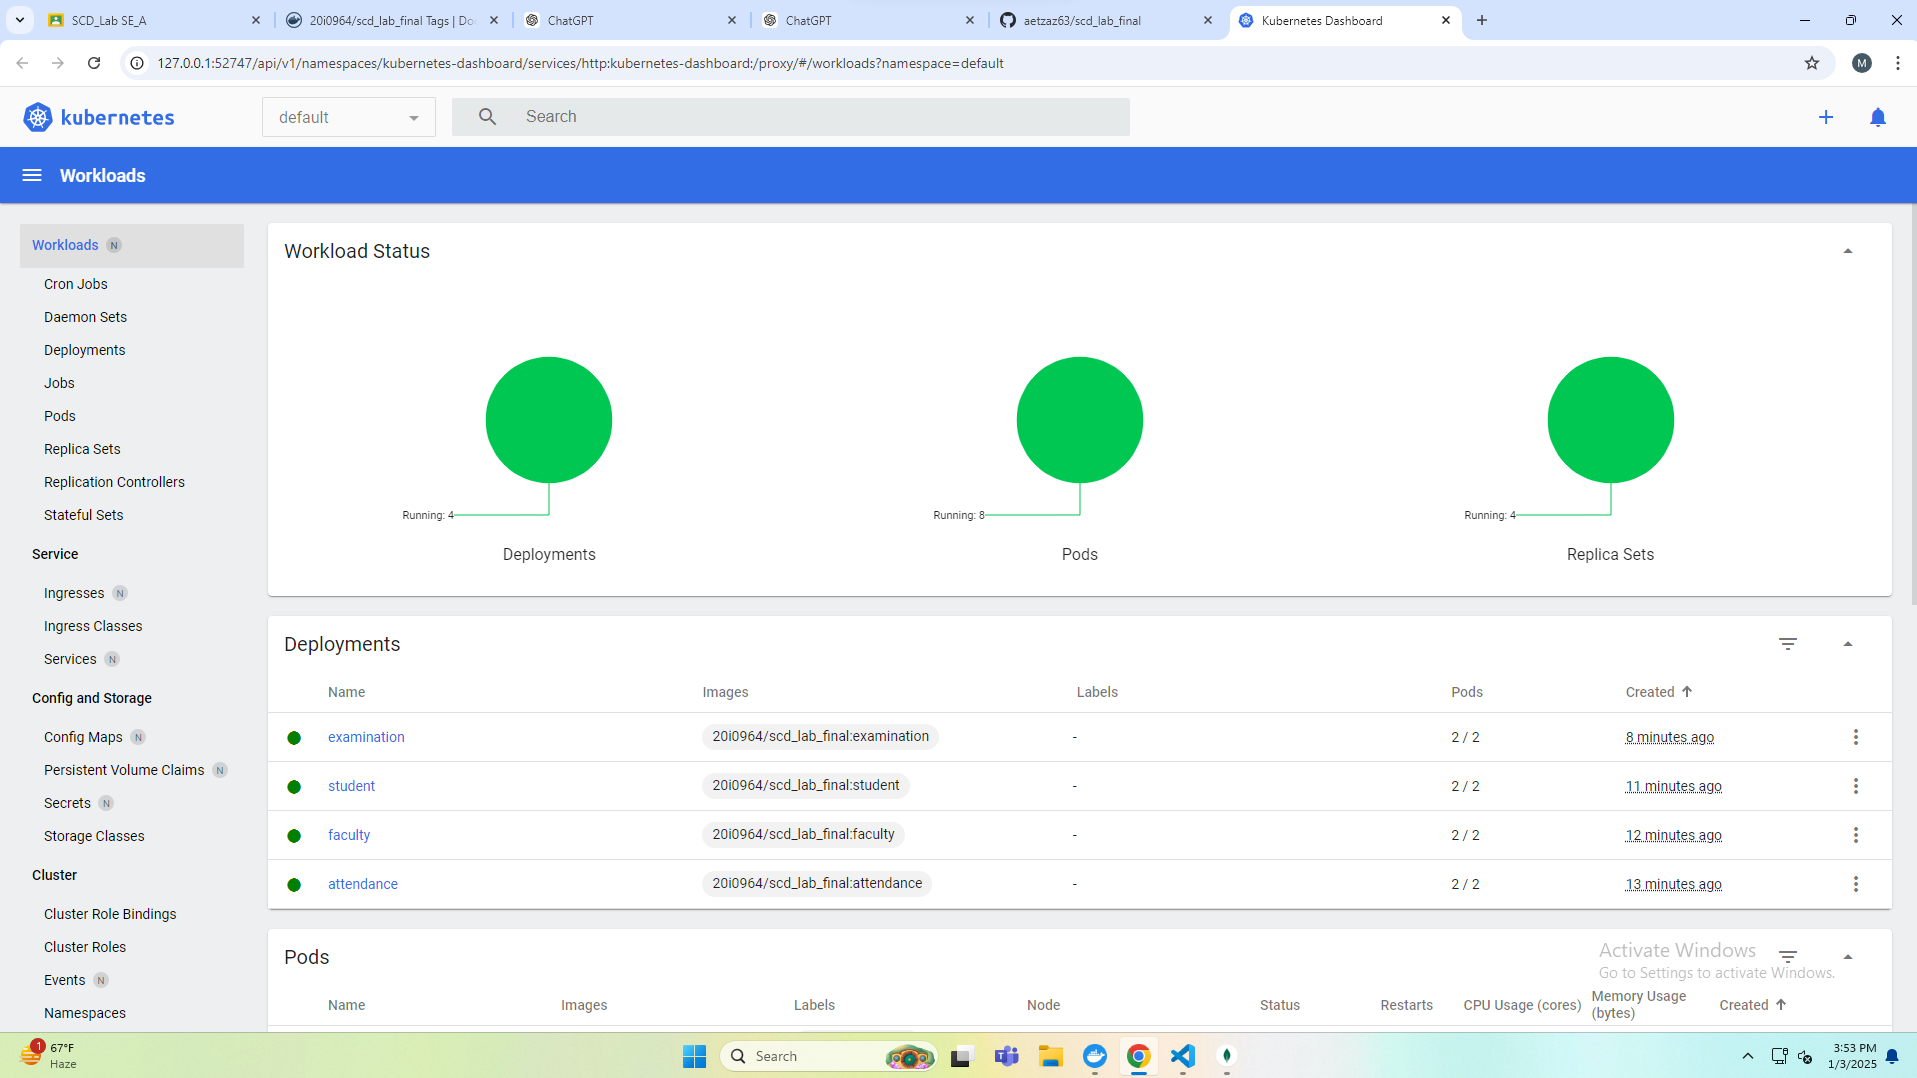 SCD_Lab SE_A
20i0964/scd_lab_final Tags | Do
ChatGPT
ChatGPT
aetzaz63/scd_lab_final
Kubernetes Dashboard
127.0.0.1:52747/api/v1/namespaces/kubernetes-dashboard/services/http:kubernetes-dashboard:/proxy/#/workloads?namespace=default
M
kubernetes
default
Search
Workloads
Workloads N
Cron Jobs
Daemon Sets
Deployments
Jobs
Pods
Replica Sets
Replication Controllers
Stateful Sets
Service
Ingresses N
Ingress Classes
Services N
Config and Storage
Config Maps N
Persistent Volume Claims N
Secrets N
Storage Classes
Cluster
Cluster Role Bindings
Cluster Roles
Events N
Namespaces
Workload Status
Running: 4
Deployments
Running: 8
Pods
Running: 4
Replica Sets
Deployments
Name Images Labels Pods Created
examination 20i0964/scd_lab_final:examination - 2 / 2 8 minutes ago
student 20i0964/scd_lab_final:student - 2 / 2 11 minutes ago
faculty 20i0964/scd_lab_final:faculty - 2 / 2 12 minutes ago
attendance 20i0964/scd_lab_final:attendance - 2 / 2 13 minutes ago
Pods
Name Images Labels Node Status Restarts CPU Usage (cores) Memory Usage (bytes) Created
Activate Windows
Go to Settings to activate Windows.
1
67°F
Haze
Search
3:53 PM
1/3/2025